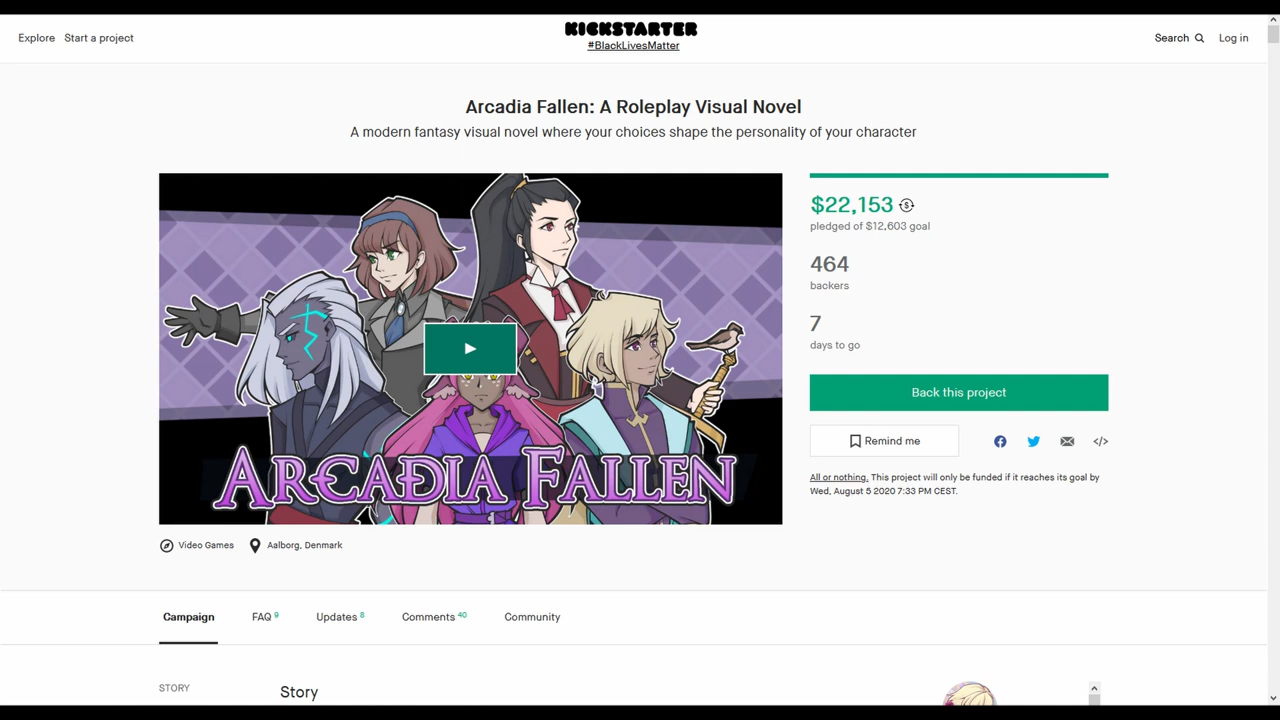 Explore Start a project
KICKSTARTER
#BlackLivesMatter
Search Log in
Arcadia Fallen: A Roleplay Visual Novel
A modern fantasy visual novel where your choices shape the personality of your character
ARCADIA FALLEN
$22,153
pledged of $12,603 goal
464
backers
7
days to go
Back this project
Remind me
All or nothing. This project will only be funded if it reaches its goal by
Wed, August 5 2020 7:33 PM CEST.
Video Games Aalborg, Denmark
Campaign FAQ 9 Updates 8 Comments 40 Community
STORY
Story